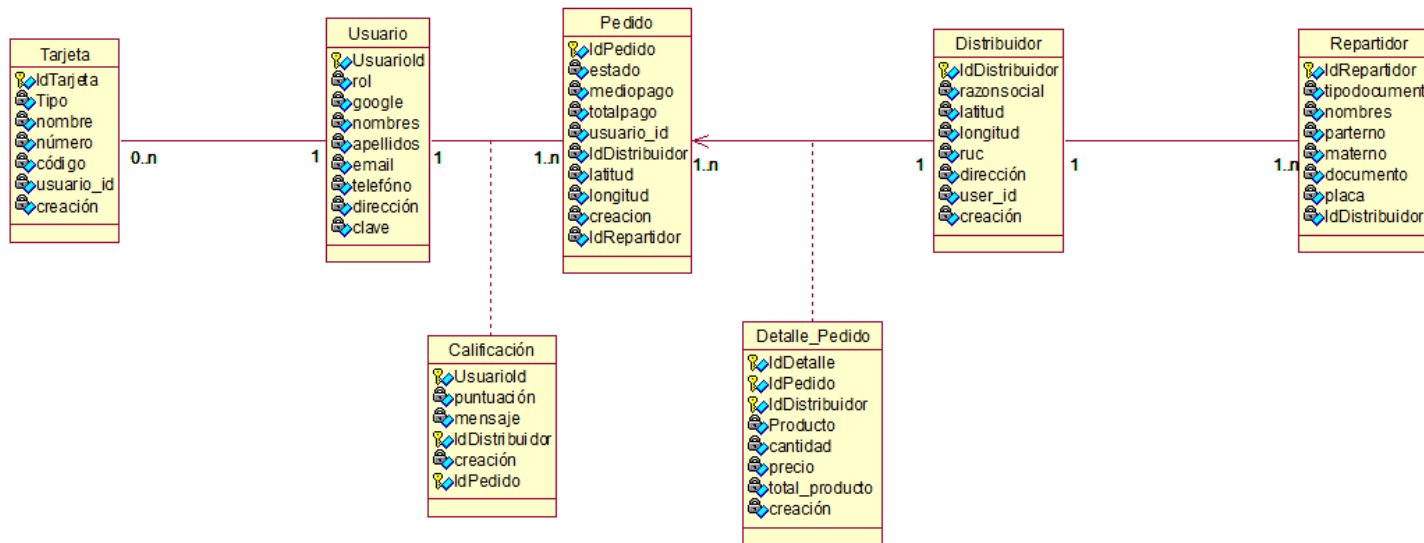 Tarjeta
IdTarjeta
Tipo
nombre
número
código
usuario_id
creación
0..n
1
Usuario
UsuarioId
rol
google
nombres
apellidos
email
telefóno
dirección
clave
1
1..n
Pedido
IdPedido
estado
mediopago
totalpago
usuario_id
IdDistribuidor
latitud
longitud
creacion
IdRepartidor
1..n
1
Distribuidor
IdDistribuidor
razonsocial
latitud
longitud
ruc
dirección
user_id
creación
1
1..n
Repartidor
IdRepartidor
tipodocument
nombres
parterno
materno
documento
placa
IdDistribuidor
Calificación
UsuarioId
puntuación
mensaje
IdDistribuidor
creación
IdPedido
Detalle_Pedido
IdDetalle
IdPedido
IdDistribuidor
Producto
cantidad
precio
total_producto
creación